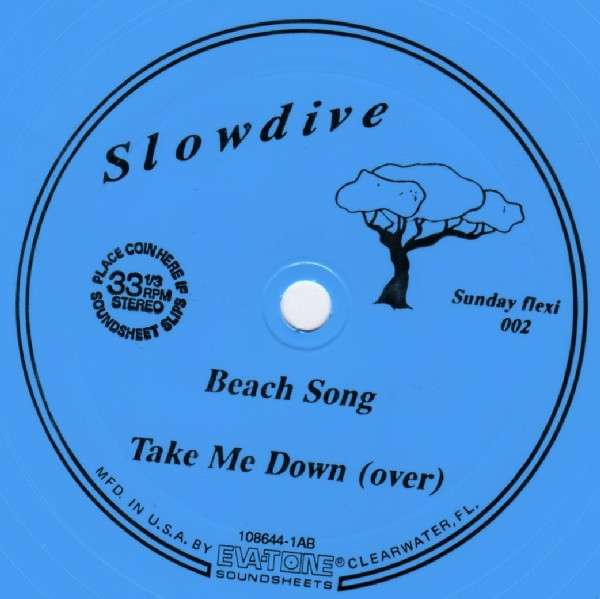 Slowdive
PLACE COIN HERE IF
33 1/3
RPM
STEREO
SOUNDSHEET SLIPS
Sunday flexi
002
Beach Song
Take Me Down (over)
108644-1AB
MFD. IN U.S.A. BY EVA-TONE® CLEARWATER, FL.
SOUNDSHEETS